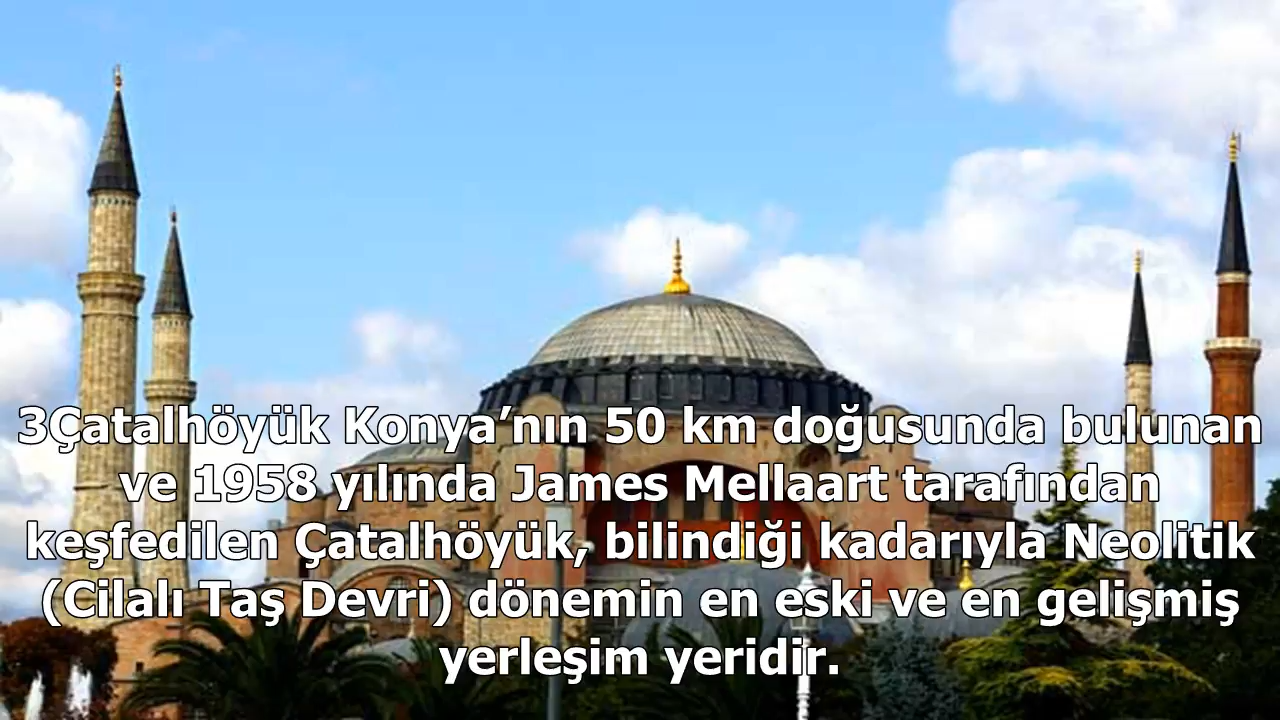 3Çatalhöyük Konya’nın 50 km doğusunda bulunan
ve 1958 yılında James Mellaart tarafından
keşfedilen Çatalhöyük, bilindiği kadarıyla Neolitik
(Cilalı Taş Devri) dönemin en eski ve en gelişmiş
yerleşim yeridir.